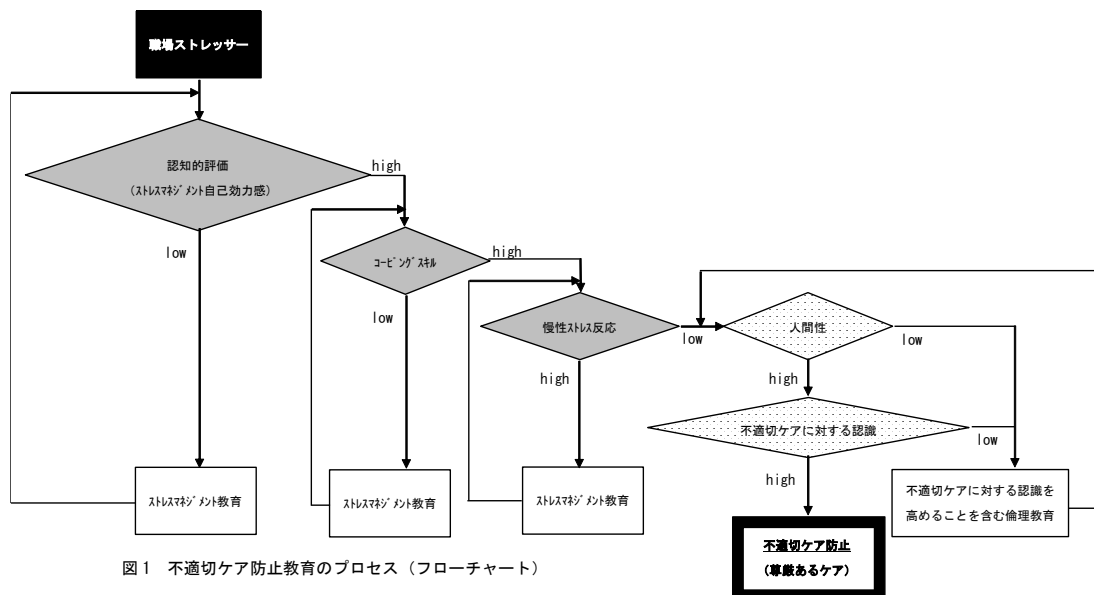 職場ストレッサー
認知的評価
(ストレスマネジメント自己効力感)
high
low
コーピングスキル
high
low
慢性ストレス反応
low
high
人間性
low
high
不適切ケアに対する認識
low
high
ストレスマネジメント教育
ストレスマネジメント教育
ストレスマネジメント教育
不適切ケアに対する認識を
高めることを含む倫理教育
不適切ケア防止
(尊厳あるケア)
図1 不適切ケア防止教育のプロセス(フローチャート)